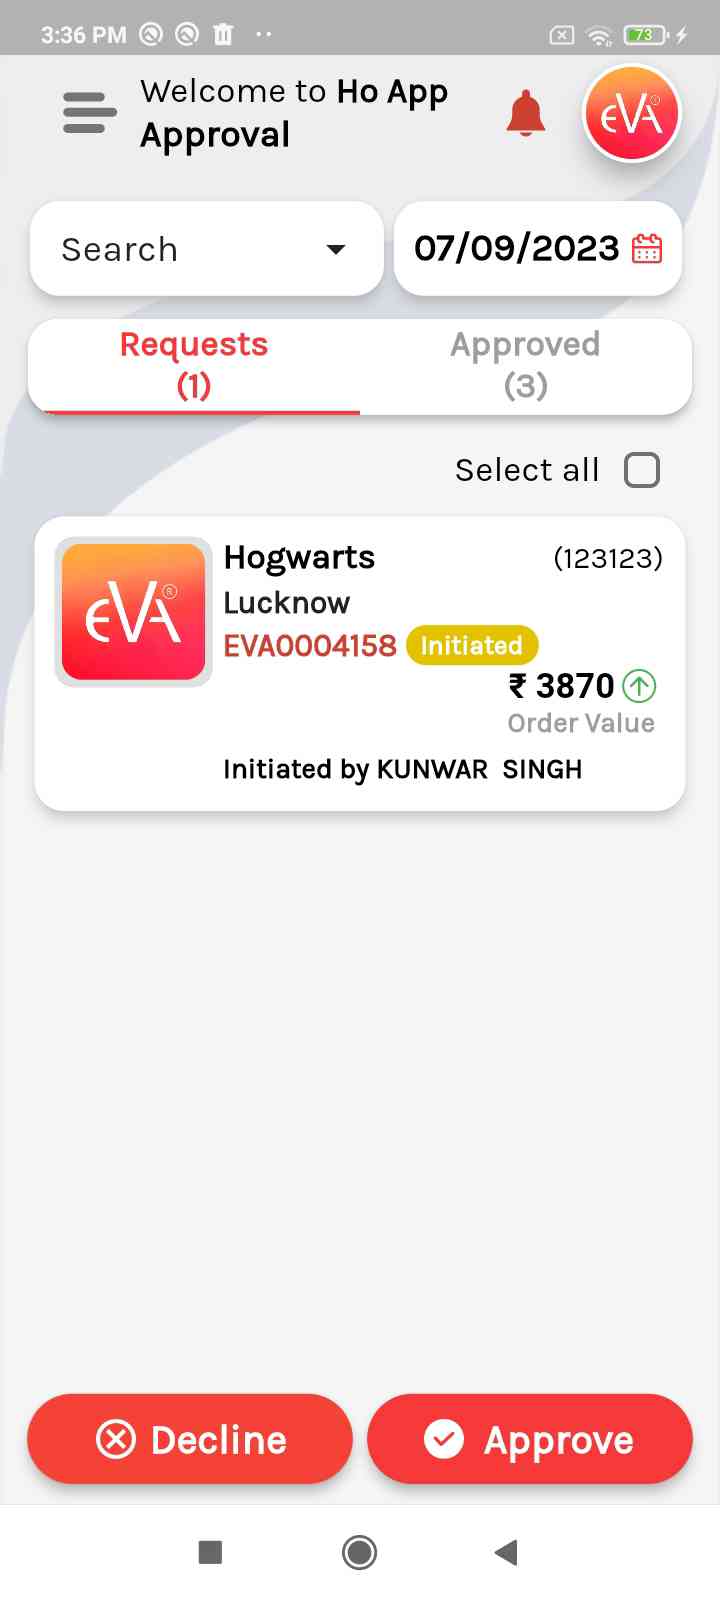 3:36 PM
73
Welcome to Ho App
Approval
eVA®
Search
07/09/2023
Requests
(1)
Approved
(3)
Select all
eVA®
Hogwarts
(123123)
Lucknow
EVA0004158 Initiated
₹ 3870
Order Value
Initiated by KUNWAR  SINGH
Decline
Approve